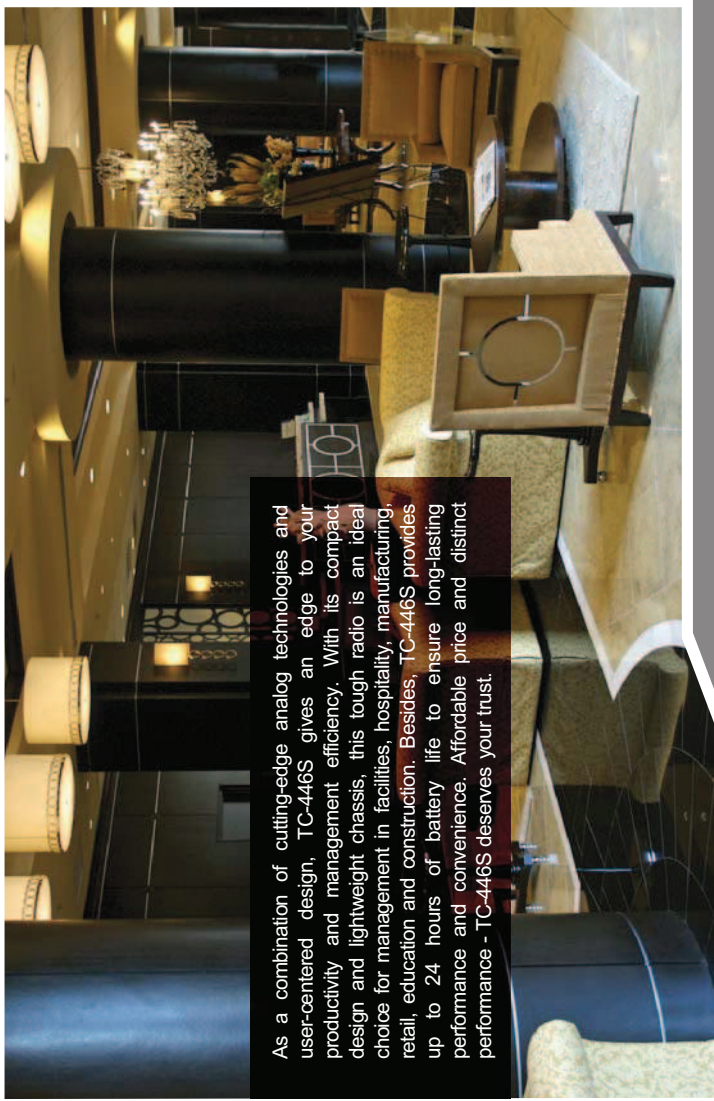 As a combination of cutting-edge analog technologies and
user-centered design, TC-446S gives an edge to your
productivity and management efficiency. With its compact
design and lightweight chassis, this tough radio is an ideal
choice for management in facilities, hospitality, manufacturing,
retail, education and construction. Besides, TC-446S provides
up to 24 hours of battery life to ensure long-lasting
performance and convenience. Affordable price and distinct
performance - TC-446S deserves your trust.